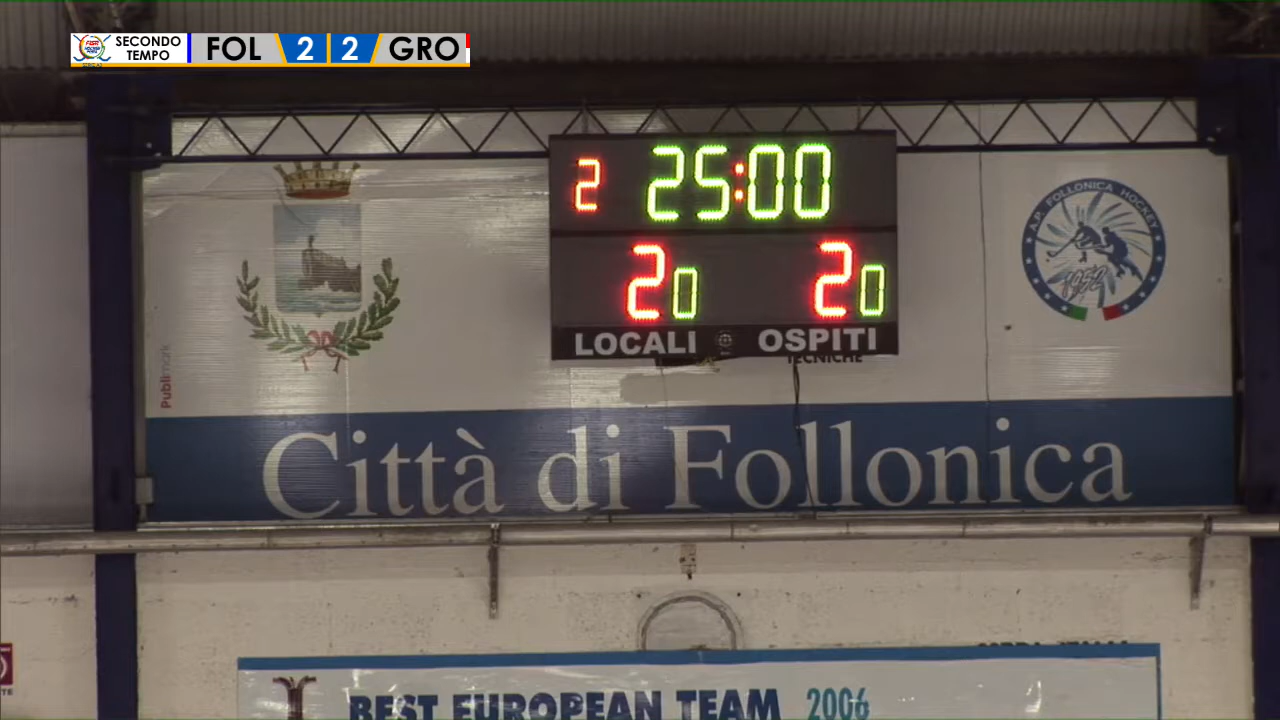 SECONDO
TEMPO
FOL 2 2 GRO
2 25:00
2 0 2 0
LOCALI OSPITI
TECNICHE
A.P. FOLLONICA HOCKEY
1952
Publimark
Città di Follonica
BEST EUROPEAN TEAM 2006